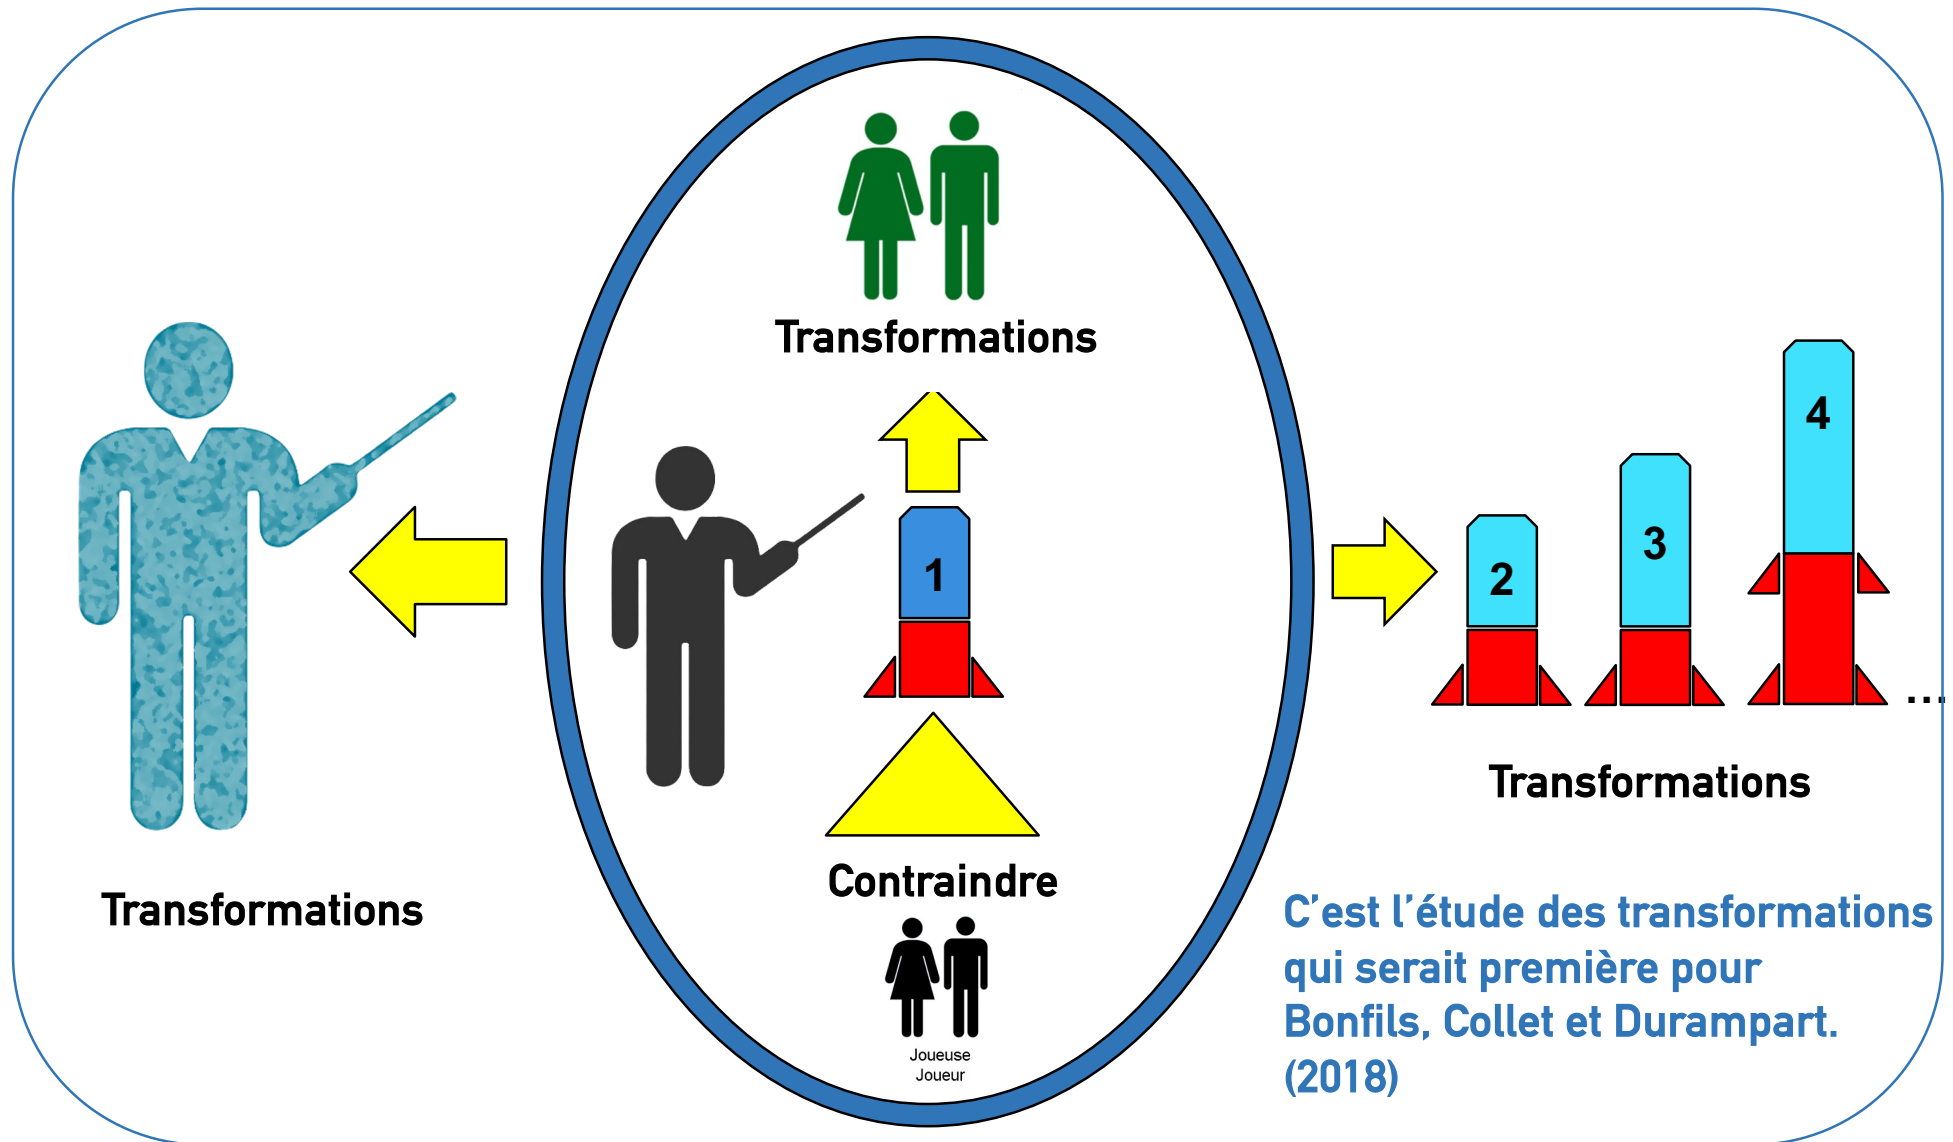 Transformations
4
3
2
1
Transformations
Contraindre
Transformations
...
Joueuse
Joueur
C’est l’étude des transformations
qui serait première pour
Bonfils, Collet et Durampart.
(2018)
Transformations